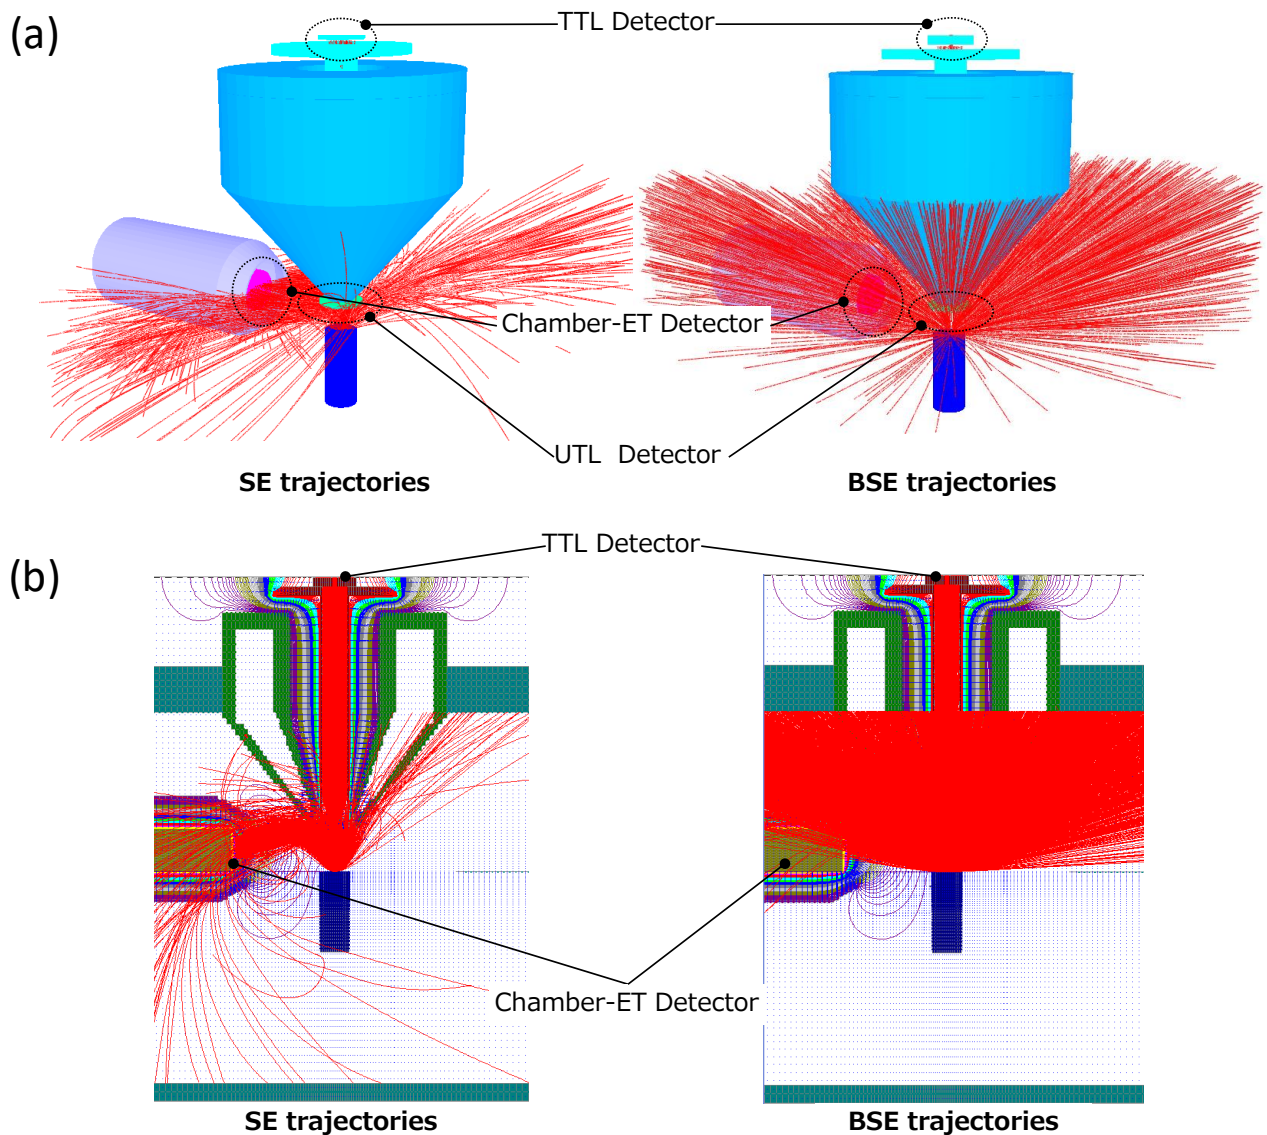 (a)
TTL Detector
Chamber-ET Detector
UTL Detector
SE trajectories
BSE trajectories
(b)
TTL Detector
Chamber-ET Detector
SE trajectories
BSE trajectories